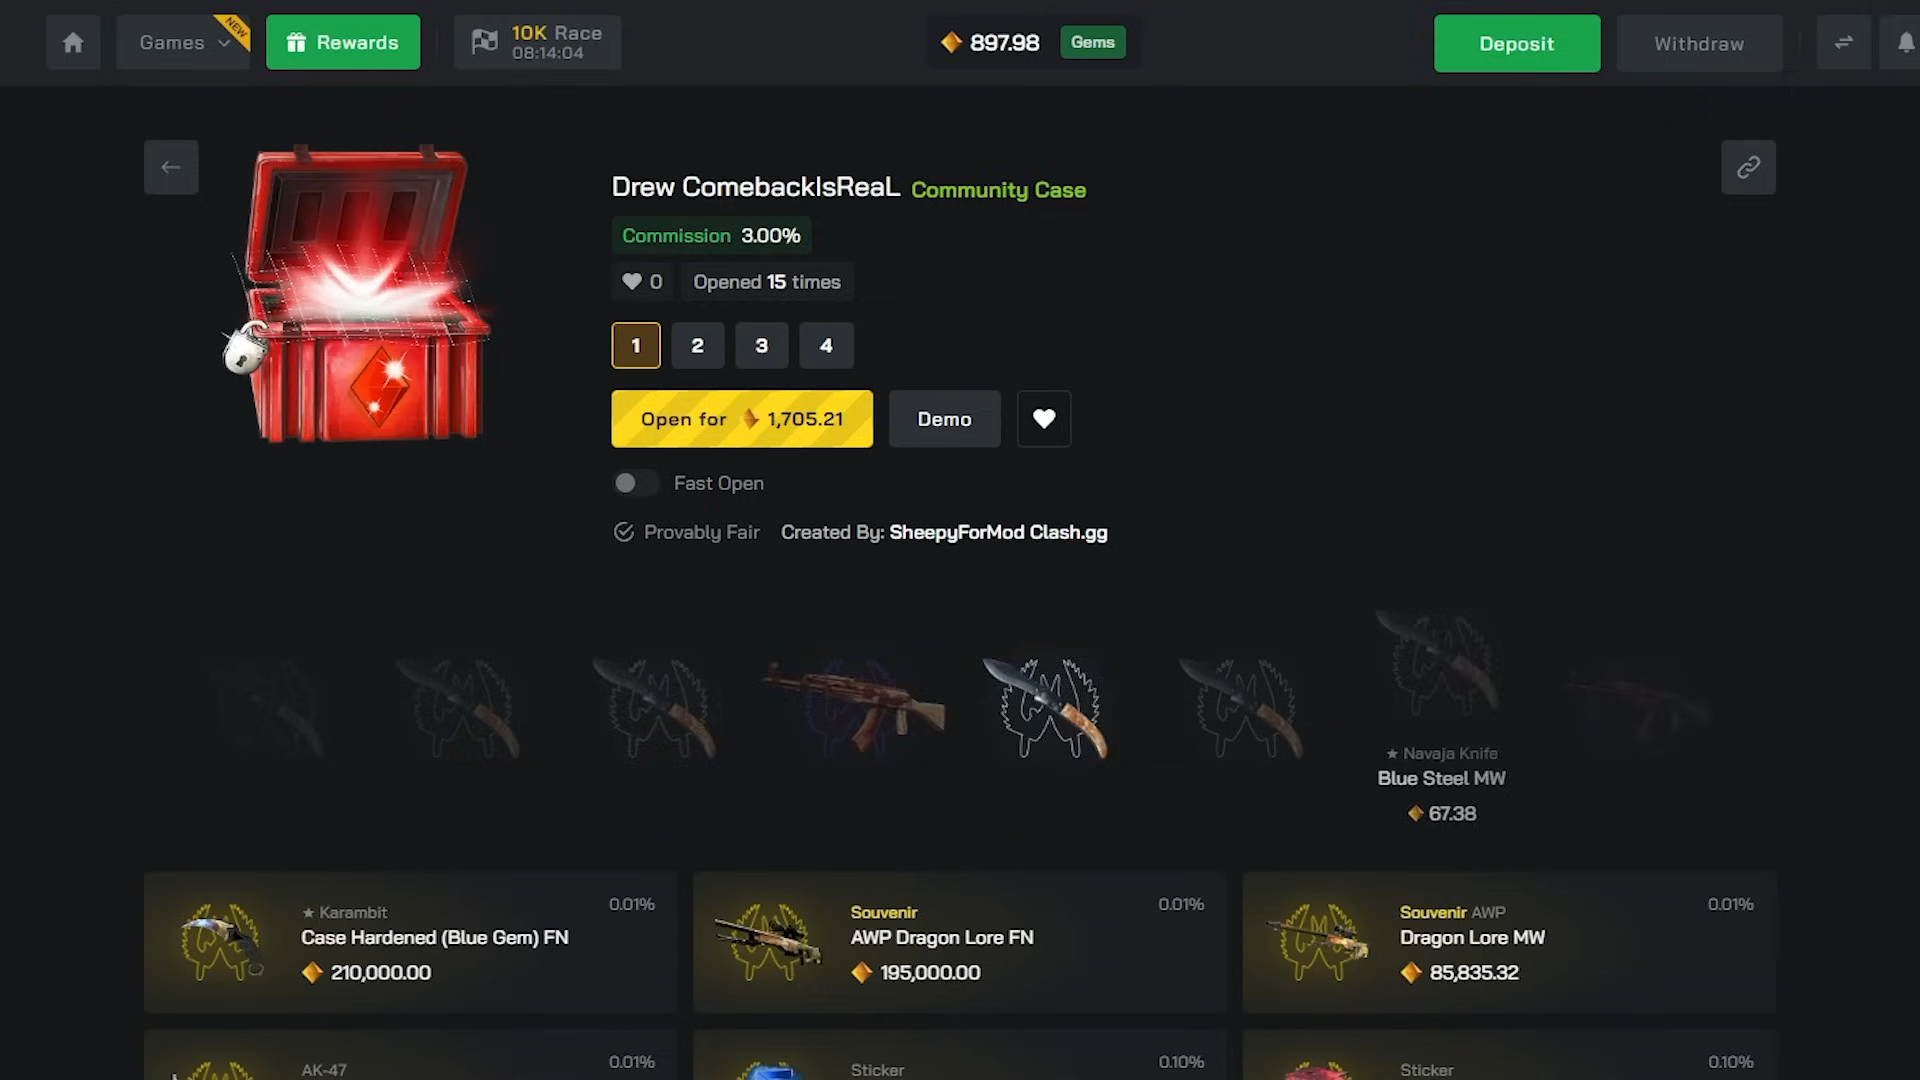 Games
NEW
Rewards
10K Race
08:14:04
897.98
Gems
Deposit
Withdraw
Drew ComebackIsReaL Community Case
Commission 3.00%
0
Opened 15 times
1
2
3
4
Open for 1,705.21
Demo
Fast Open
Provably Fair
Created By: SheepyForMod Clash.gg
★ Navaja Knife
Blue Steel MW
67.38
★ Karambit
Case Hardened (Blue Gem) FN
210,000.00
0.01%
Souvenir
AWP Dragon Lore FN
195,000.00
0.01%
Souvenir AWP
Dragon Lore MW
85,835.32
0.01%
AK-47
0.01%
Sticker
0.10%
Sticker
0.10%